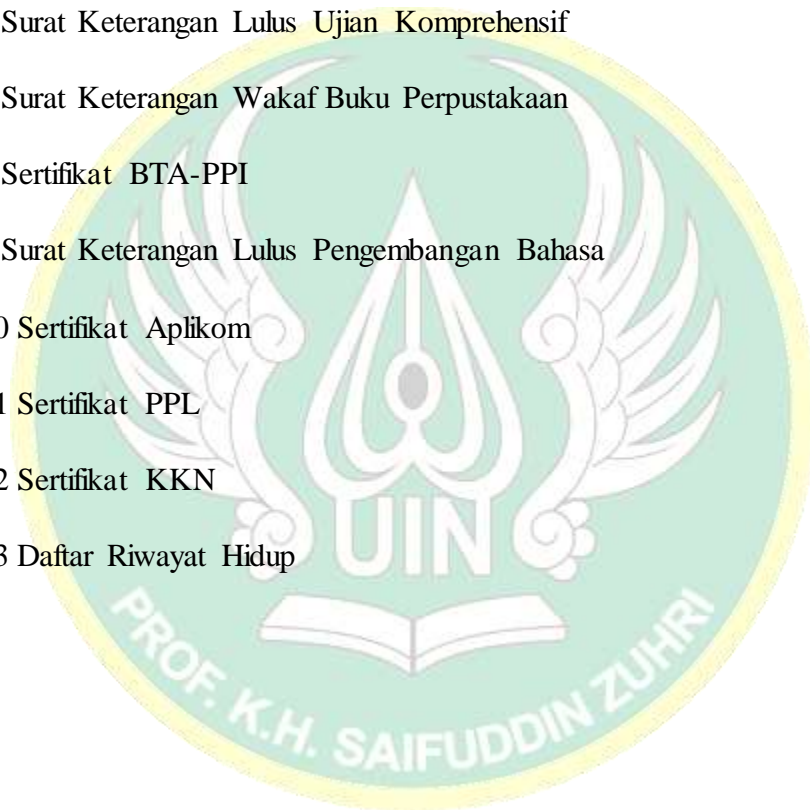 Surat Keterangan Lulus Ujian Komprehensif
Surat Keterangan Wakaf Buku Perpustakaan
Sertifikat BTA-PPI
Surat Keterangan Lulus Pengembangan Bahasa
0 Sertifikat Aplikom
1 Sertifikat PPL
2 Sertifikat KKN
3 Daftar Riwayat Hidup
UIN
PROF. K.H. SAIFUDDIN ZUHRI